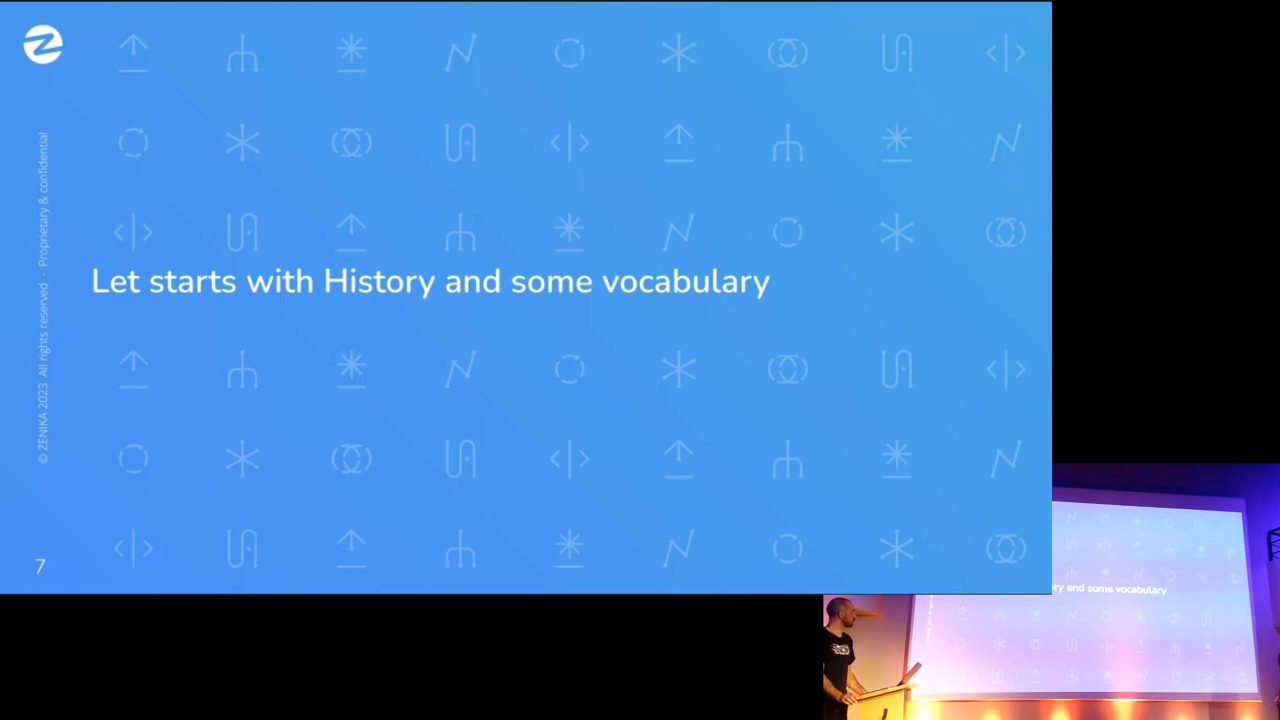 Let starts with History and some vocabulary
© ZENIKA 2023 All rights reserved - Proprietary & confidential
7
ry and some vocabulary